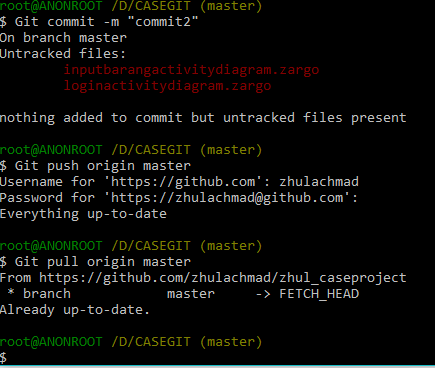 root@ANONROOT /D/CASEGIT (master)
$ Git commit -m "commit2"
On branch master
Untracked files:
inputbarangactivitydiagram.zargo
loginactivitydiagram.zargo
nothing added to commit but untracked files present
root@ANONROOT /D/CASEGIT (master)
$ Git push origin master
Username for 'https://github.com': zhulachmad
Password for 'https://zhulachmad@github.com':
Everything up-to-date
root@ANONROOT /D/CASEGIT (master)
$ Git pull origin master
From https://github.com/zhulachmad/zhul_caseproject
* branch master -> FETCH_HEAD
Already up-to-date.
root@ANONROOT /D/CASEGIT (master)
$